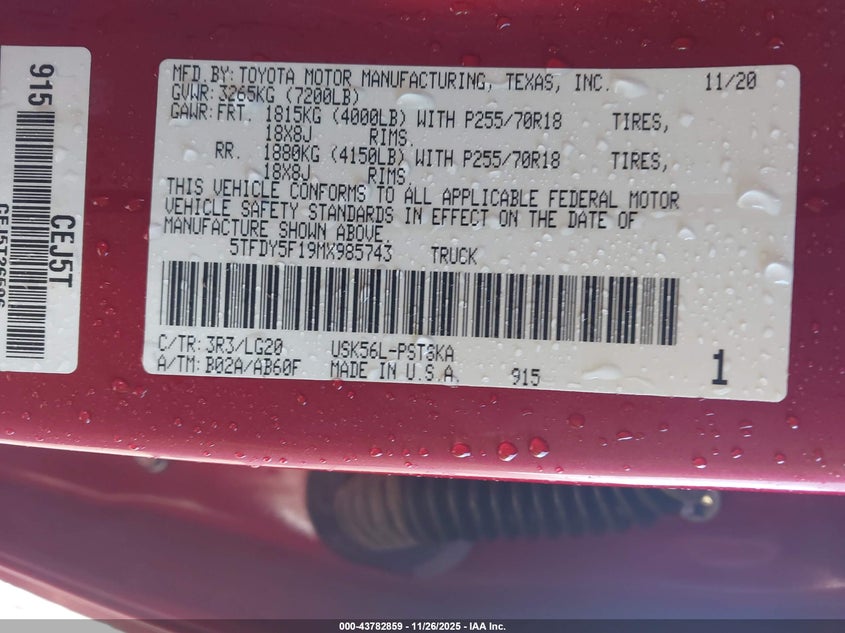 MFD.BY: TOYOTA MOTOR MANUFACTURING, TEXAS, INC. 11/20
GVWR: 3265KG (7200LB)
GAWR: FRT. 1815KG (4000LB) WITH P255/70R18 TIRES,
18X8J RIMS.
RR. 1880KG (4150LB) WITH P255/70R18 TIRES,
18X8J RIMS.
THIS VEHICLE CONFORMS TO ALL APPLICABLE FEDERAL MOTOR
VEHICLE SAFETY STANDARDS IN EFFECT ON THE DATE OF
MANUFACTURE SHOWN ABOVE.
5TFDY5F19MX985743 TRUCK
C/TR: 3R3/LG20 USK56L-PSTSKA
A/TM: B02A/AB60F MADE IN U.S.A. 915 1
915
CEJ5T
000-43782859 - 11/26/2025 - IAA Inc.